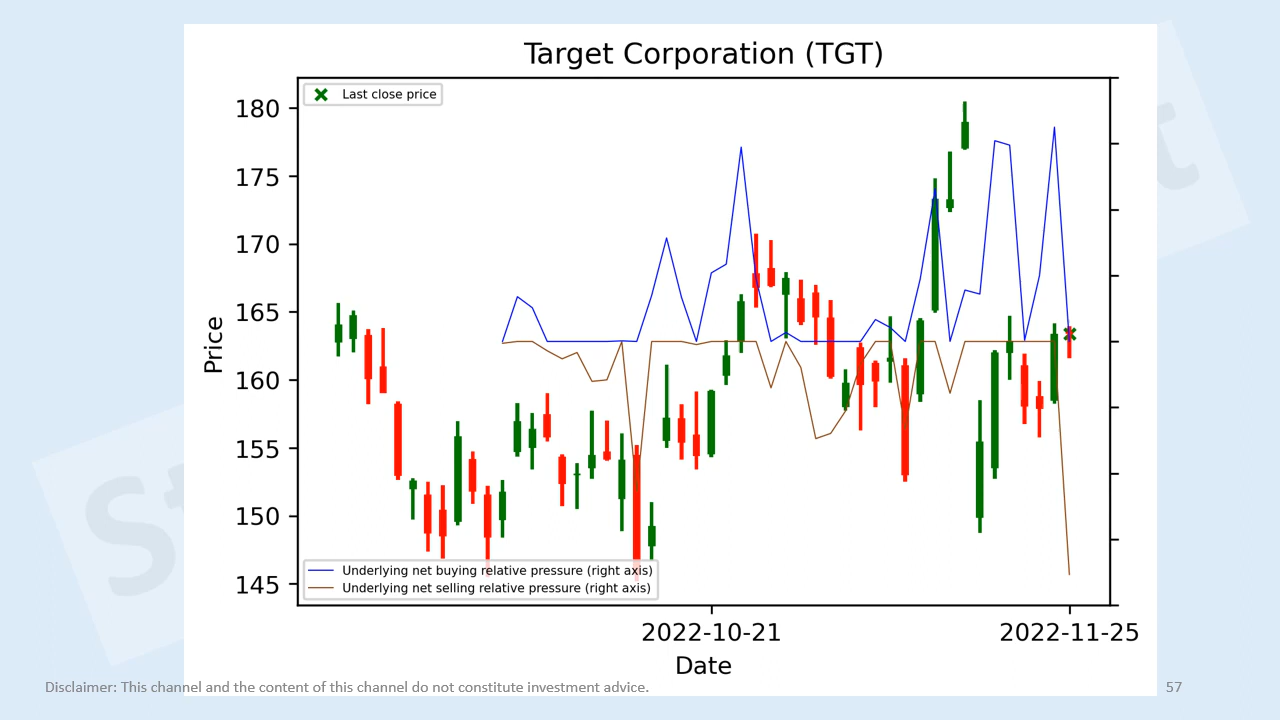 Target Corporation (TGT)
Last close price
180
175
170
165
160
155
150
145
Price
Underlying net buying relative pressure (right axis)
Underlying net selling relative pressure (right axis)
2022-10-21
2022-11-25
Date
Disclaimer: This channel and the content of this channel do not constitute investment advice.
57